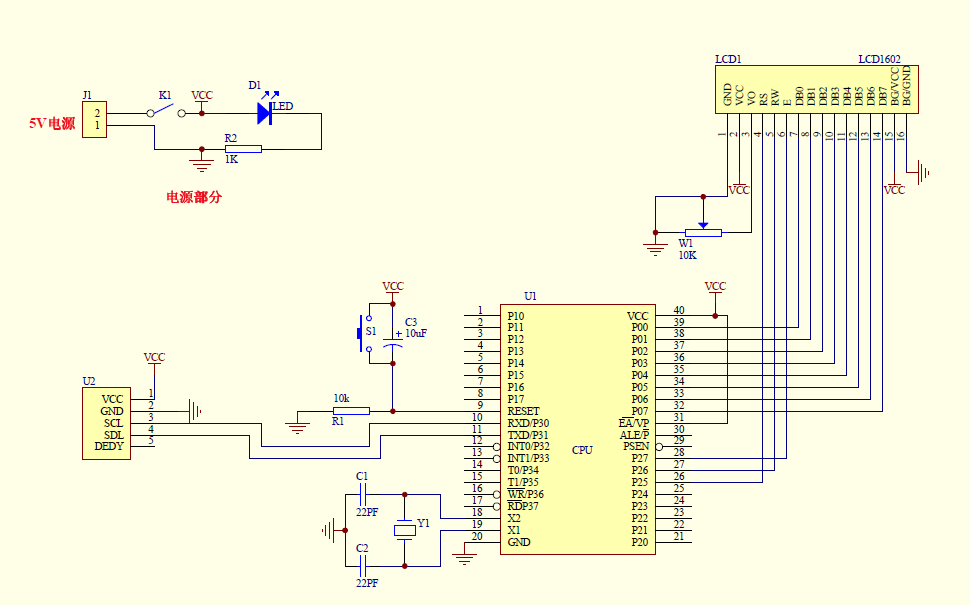 J1
K1
VCC
D1
LED
2
1
5V电源
R2
1K
电源部分
LCD1
LCD1602
GND
VCC
VO
RS
RW
E
DB0
DB1
DB2
DB3
DB4
DB5
DB6
DB7
BG/VCC
BG/GND
1
2
3
4
5
6
7
8
9
10
11
12
13
14
15
16
VCC
VCC
W1
10K
VCC
S1
C3
+
10uF
10k
R1
VCC
U2
VCC 1
GND 2
SCL 3
SDL 4
DEDY 5
C1
22PF
Y1
C2
22PF
U1
VCC
CPU
1 P10
2 P11
3 P12
4 P13
5 P14
6 P15
7 P16
8 P17
9 RESET
10 RXD/P30
11 TXD/P31
12 INT0/P32
13 INT1/P33
14 T0/P34
15 T1/P35
16 WR/P36
17 RDP37
18 X2
19 X1
20 GND
VCC 40
P00 39
P01 38
P02 37
P03 36
P04 35
P05 34
P06 33
P07 32
EA/VP 31
ALE/P 30
PSEN 29
P27 28
P26 27
P25 26
P24 25
P23 24
P22 23
P21 22
P20 21